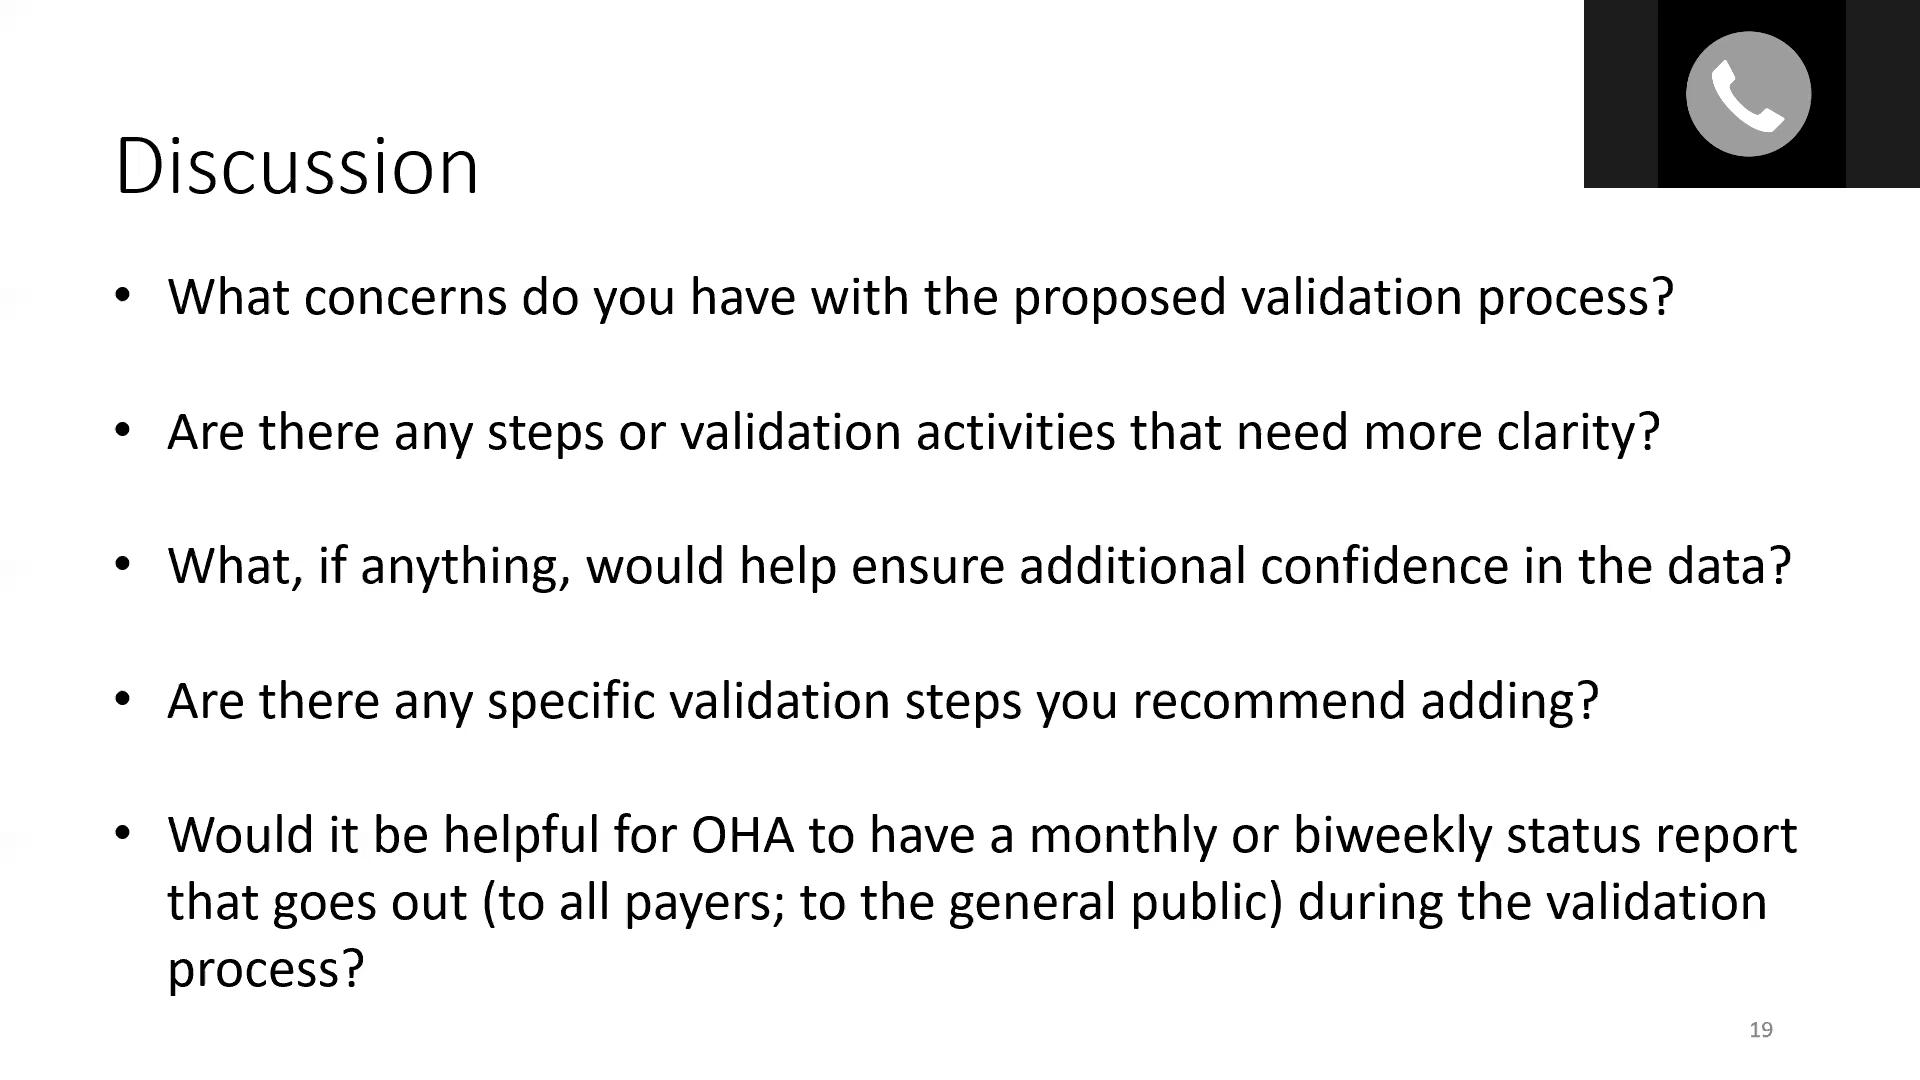 Discussion
• What concerns do you have with the proposed validation process?
• Are there any steps or validation activities that need more clarity?
• What, if anything, would help ensure additional confidence in the data?
• Are there any specific validation steps you recommend adding?
• Would it be helpful for OHA to have a monthly or biweekly status report
that goes out (to all payers; to the general public) during the validation
process?
19